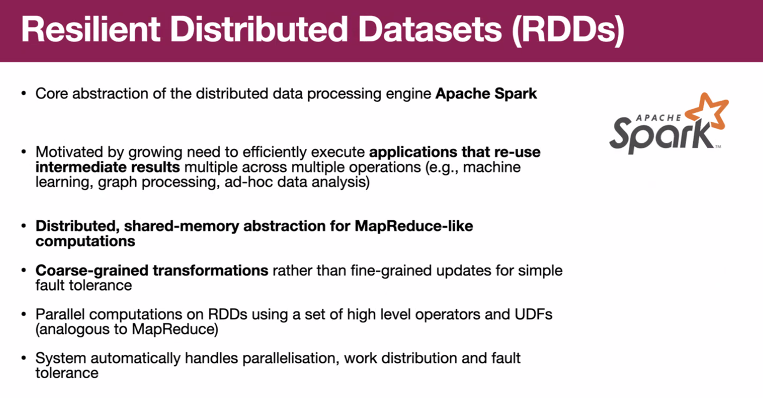 Resilient Distributed Datasets (RDDs)
• Core abstraction of the distributed data processing engine Apache Spark
APACHE
Spark™
• Motivated by growing need to efficiently execute applications that re-use
intermediate results multiple across multiple operations (e.g., machine
learning, graph processing, ad-hoc data analysis)
• Distributed, shared-memory abstraction for MapReduce-like
computations
• Coarse-grained transformations rather than fine-grained updates for simple
fault tolerance
• Parallel computations on RDDs using a set of high level operators and UDFs
(analogous to MapReduce)
• System automatically handles parallelisation, work distribution and fault
tolerance